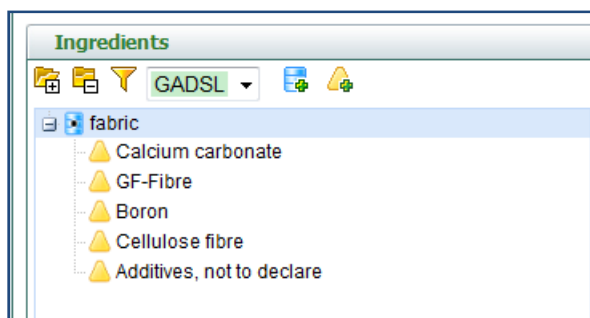 Ingredients
GADSL
fabric
Calcium carbonate
GF-Fibre
Boron
Cellulose fibre
Additives, not to declare